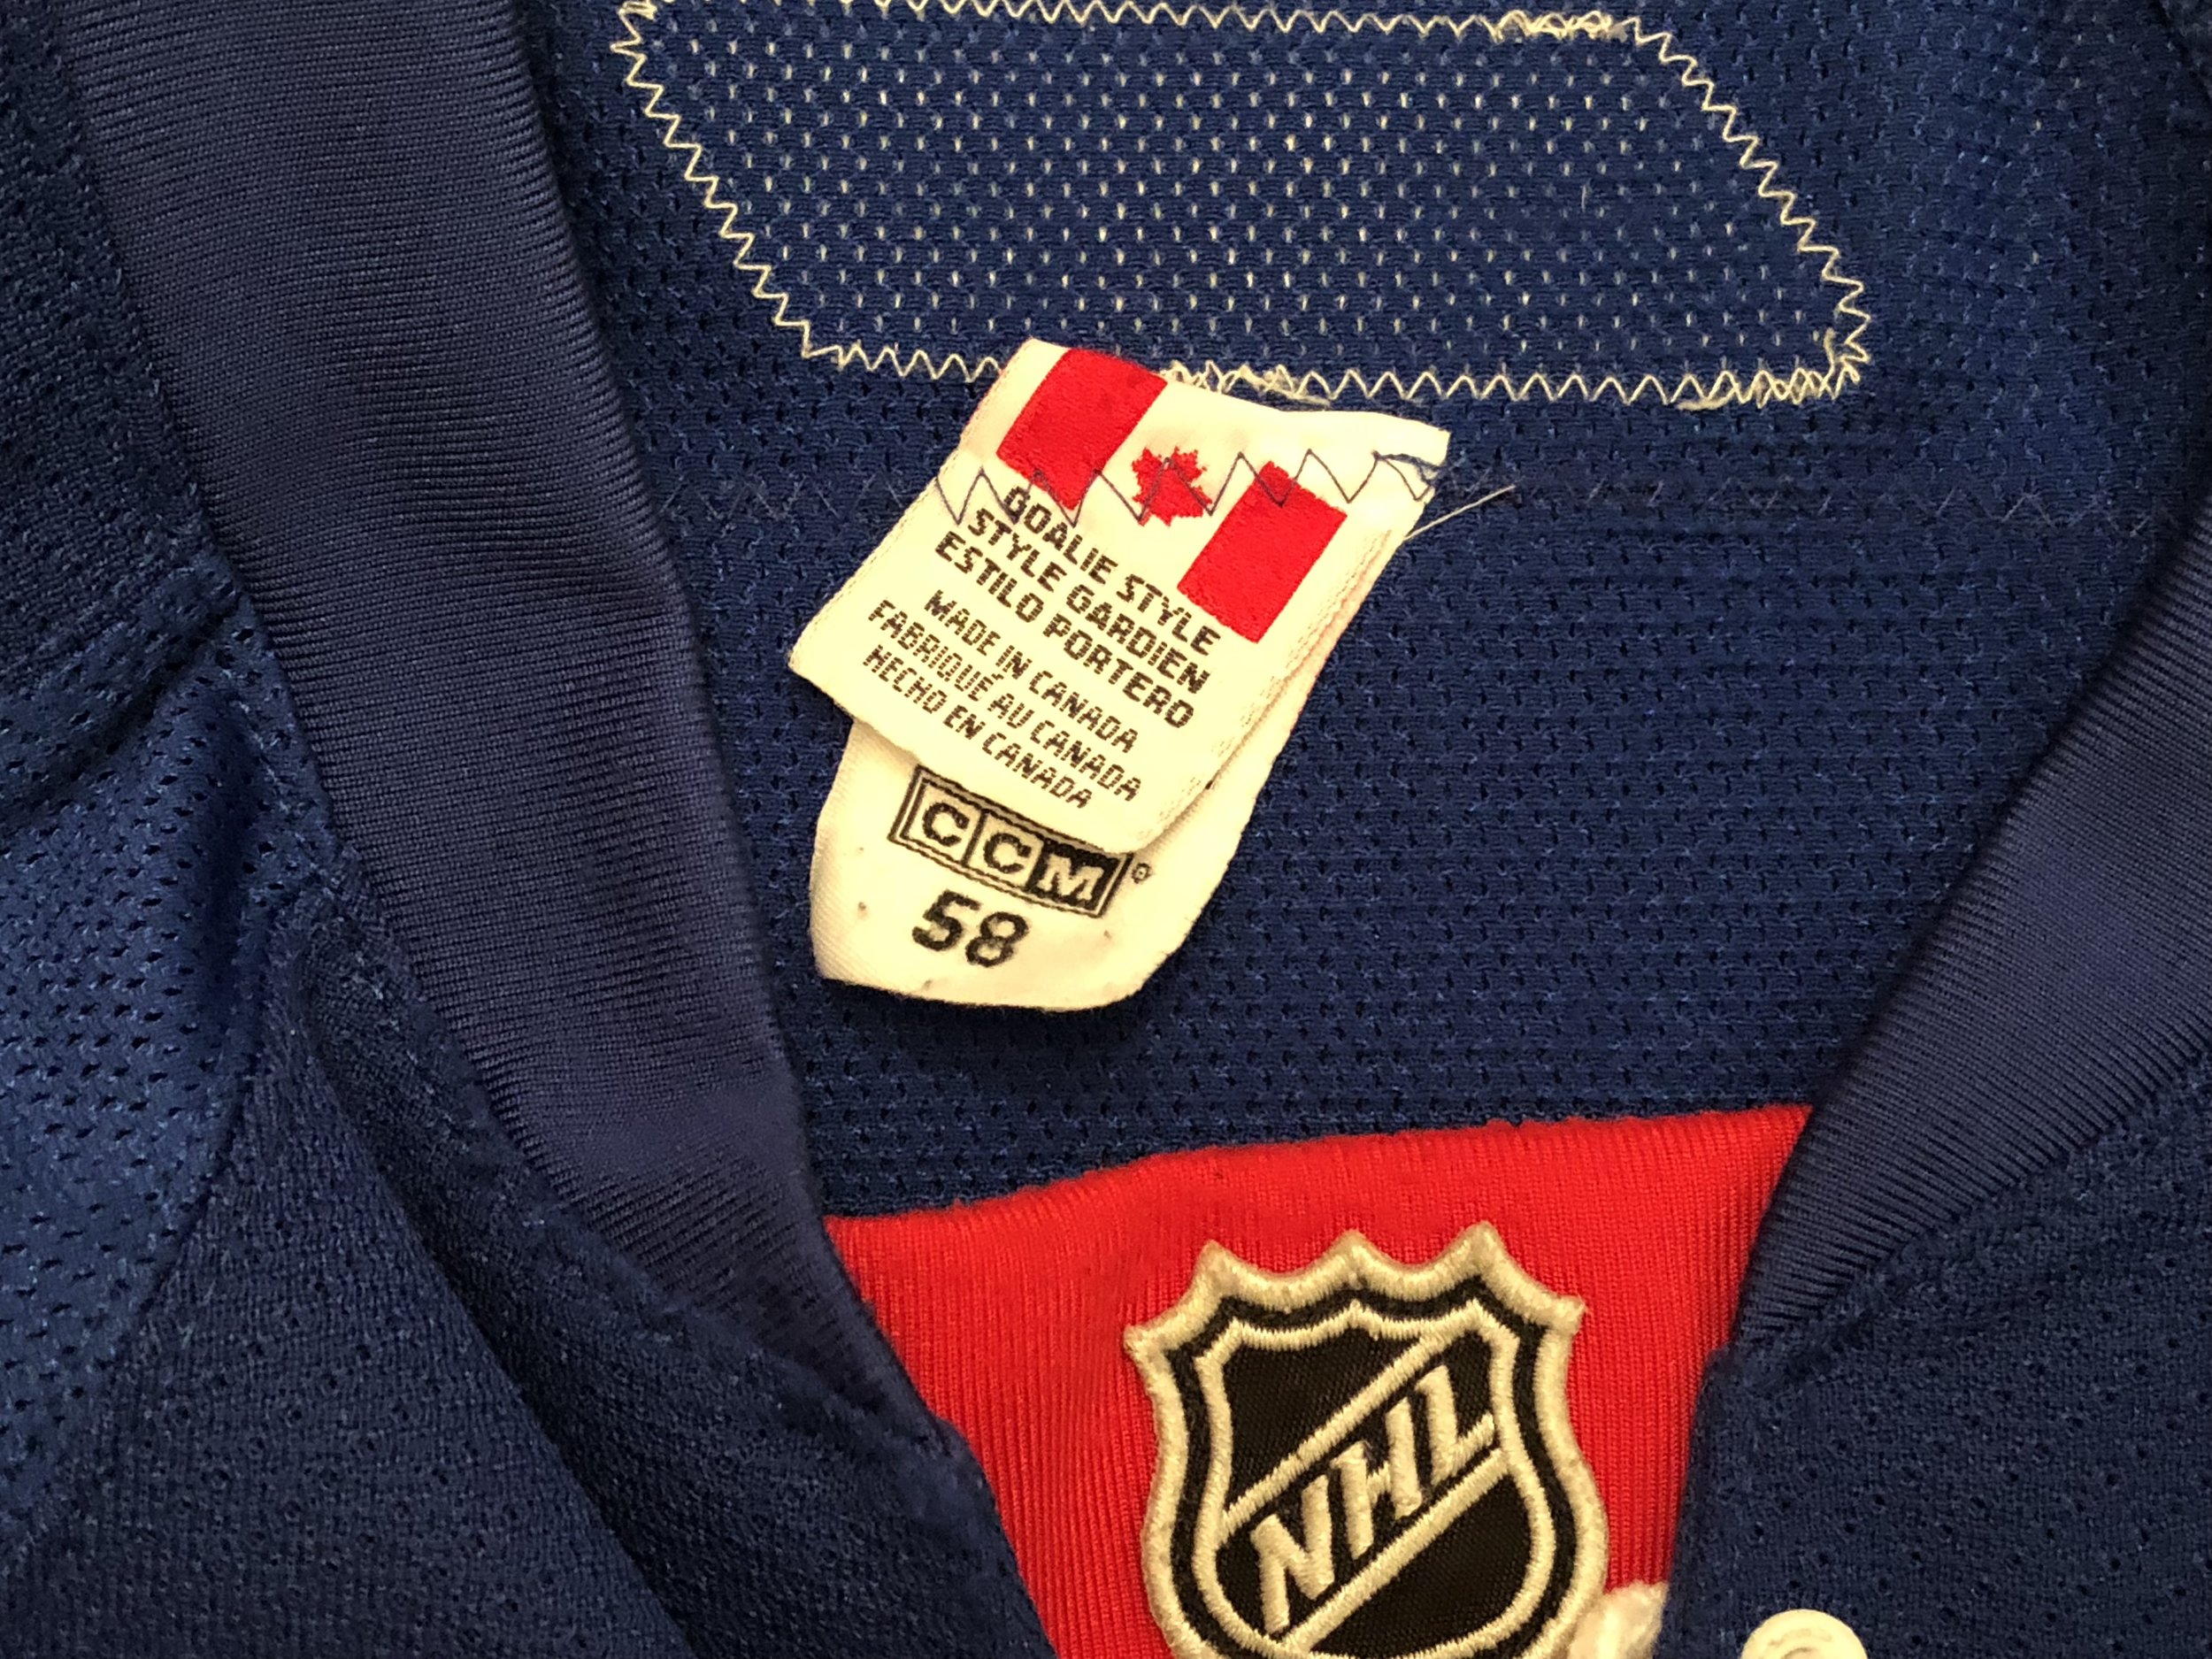 GOALIE STYLE
STYLE GARDIEN
ESTILO PORTERO
MADE IN CANADA
FABRIQUÉ AU CANADA
HECHO EN CANADA
CCM®
58
NHL